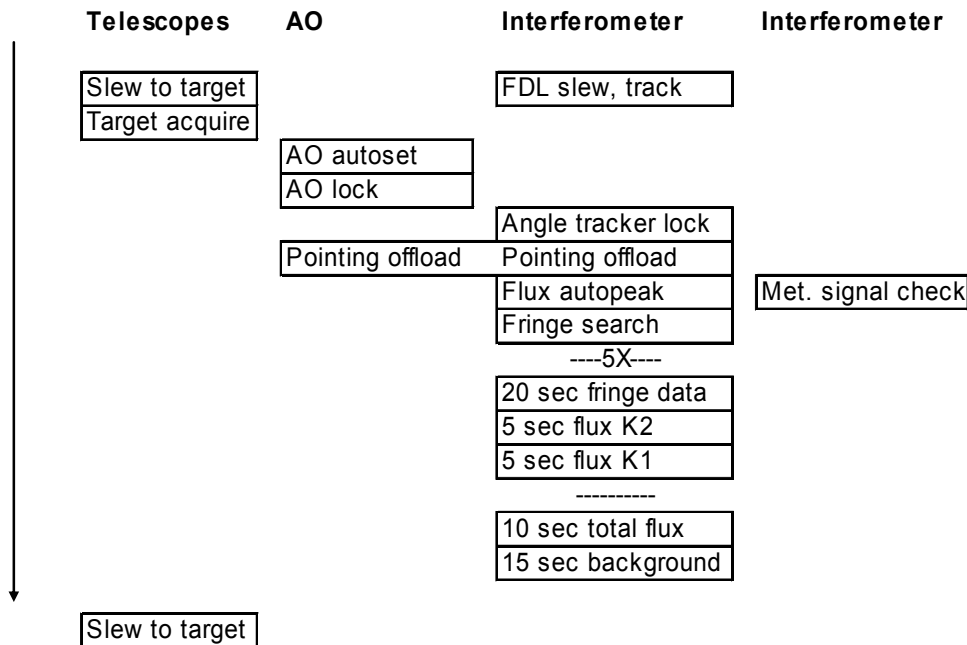 Telescopes AO Interferometer Interferometer
Slew to target FDL slew, track
Target acquire
AO autoset
AO lock
Angle tracker lock
Pointing offload Pointing offload
Flux autopeak Met. signal check
Fringe search
----5X----
20 sec fringe data
5 sec flux K2
5 sec flux K1
----------
10 sec total flux
15 sec background
Slew to target